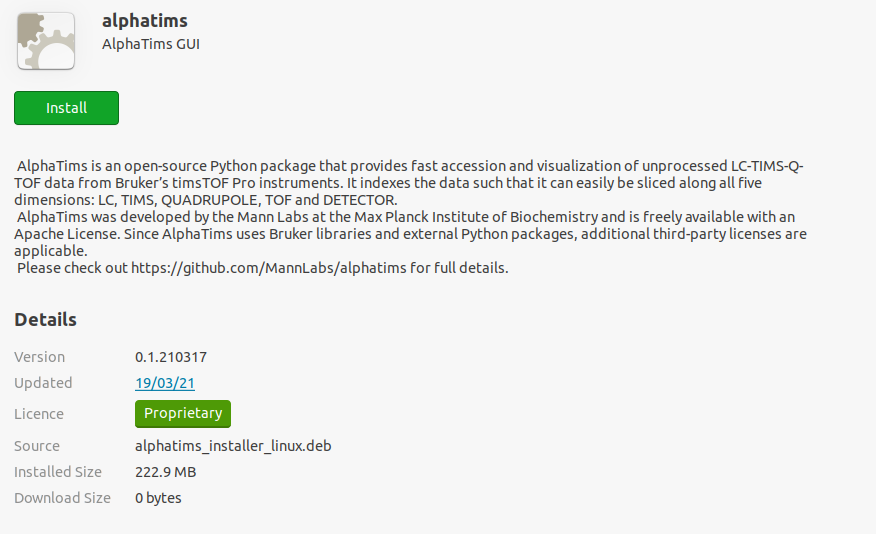 alphatims
AlphaTims GUI
Install
AlphaTims is an open-source Python package that provides fast accession and visualization of unprocessed LC-TIMS-Q-
TOF data from Bruker’s timsTOF Pro instruments. It indexes the data such that it can easily be sliced along all five
dimensions: LC, TIMS, QUADRUPOLE, TOF and DETECTOR.
AlphaTims was developed by the Mann Labs at the Max Planck Institute of Biochemistry and is freely available with an
Apache License. Since AlphaTims uses Bruker libraries and external Python packages, additional third-party licenses are
applicable.
Please check out https://github.com/MannLabs/alphatims for full details.
Details
Version 0.1.210317
Updated 19/03/21
Licence Proprietary
Source alphatims_installer_linux.deb
Installed Size 222.9 MB
Download Size 0 bytes